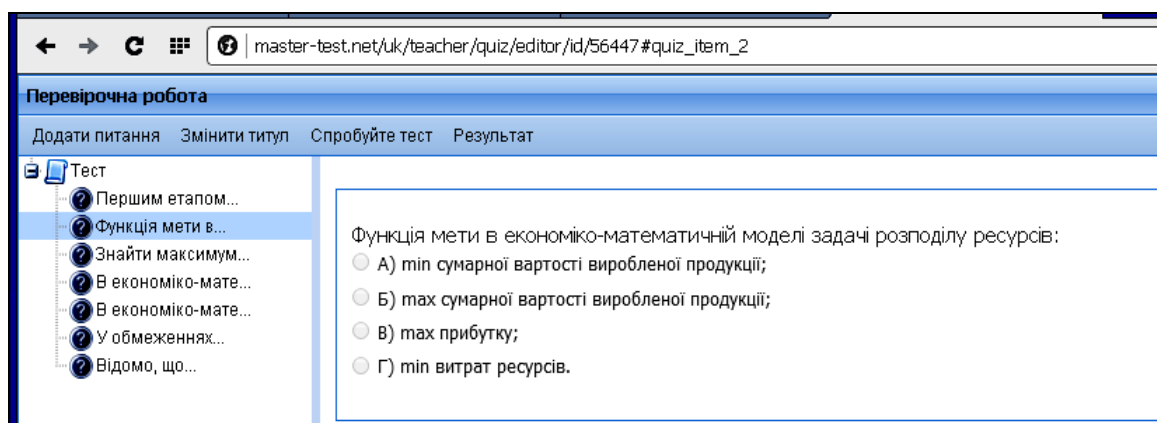 master-test.net/uk/teacher/quiz/editor/id/56447#quiz_item_2
Перевірочна робота
Додати питання Змінити титул Спробуйте тест Результат
Тест
Першим етапом...
Функція мети в...
Знайти максимум...
В економіко-мате...
В економіко-мате...
У обмеженнях...
Відомо, що...
Функція мети в економіко-математичній моделі задачі розподілу ресурсів:
А) min сумарної вартості виробленої продукції;
Б) max сумарної вартості виробленої продукції;
В) max прибутку;
Г) min витрат ресурсів.